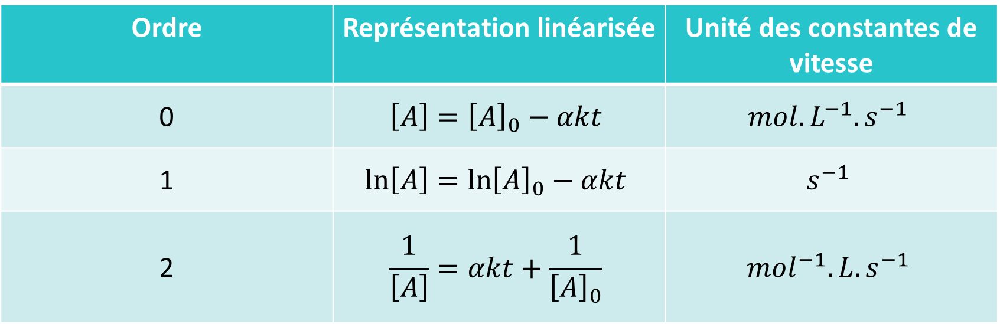 Ordre
Représentation linéarisée
Unité des constantes de
vitesse
0
[A] = [A]₀ − αkt
mol. L⁻¹. s⁻¹
1
ln[A] = ln[A]₀ − αkt
s⁻¹
2
1/[A] = αkt + 1/[A]₀
mol⁻¹. L. s⁻¹